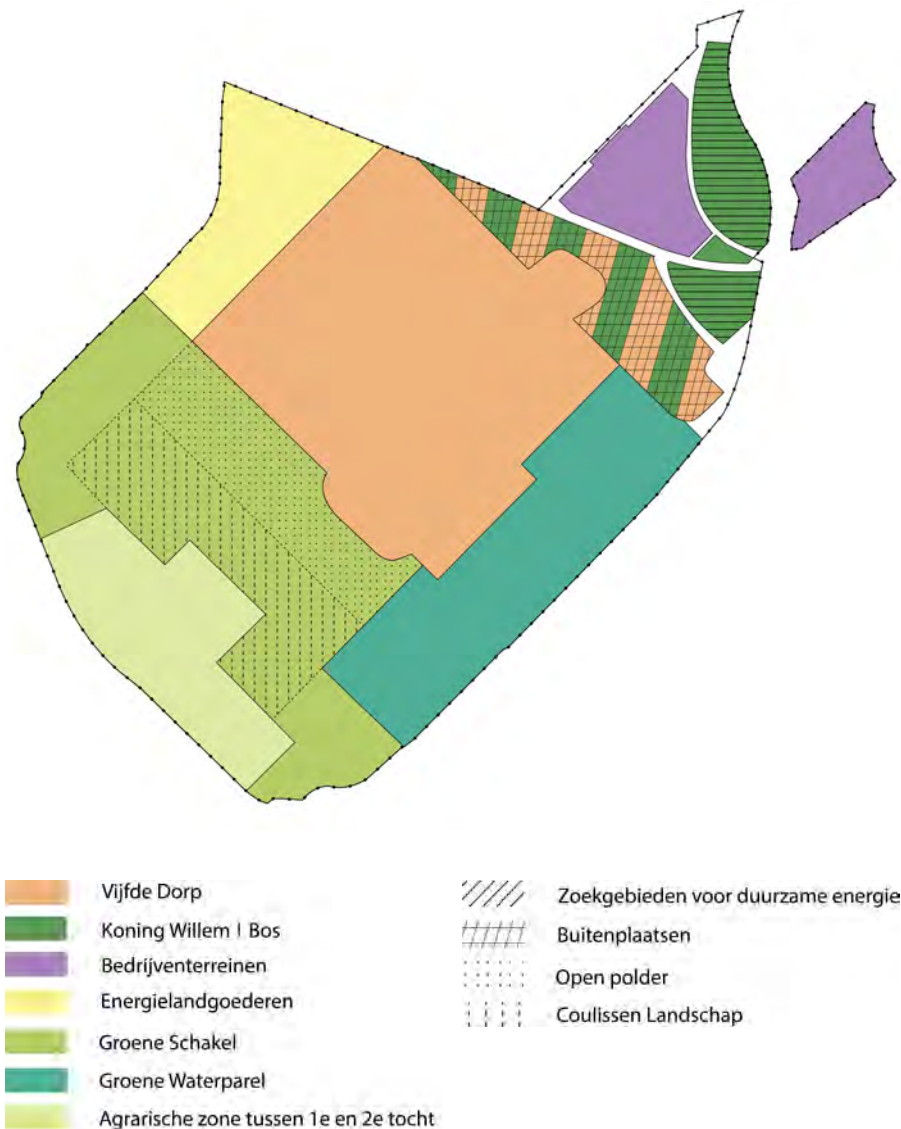 Vijfde Dorp
Koning Willem I Bos
Bedrijventerreinen
Energielandgoederen
Groene Schakel
Groene Waterparel
Agrarische zone tussen 1e en 2e tocht
Zoekgebieden voor duurzame energie
Buitenplaatsen
Open polder
Coulissen Landschap